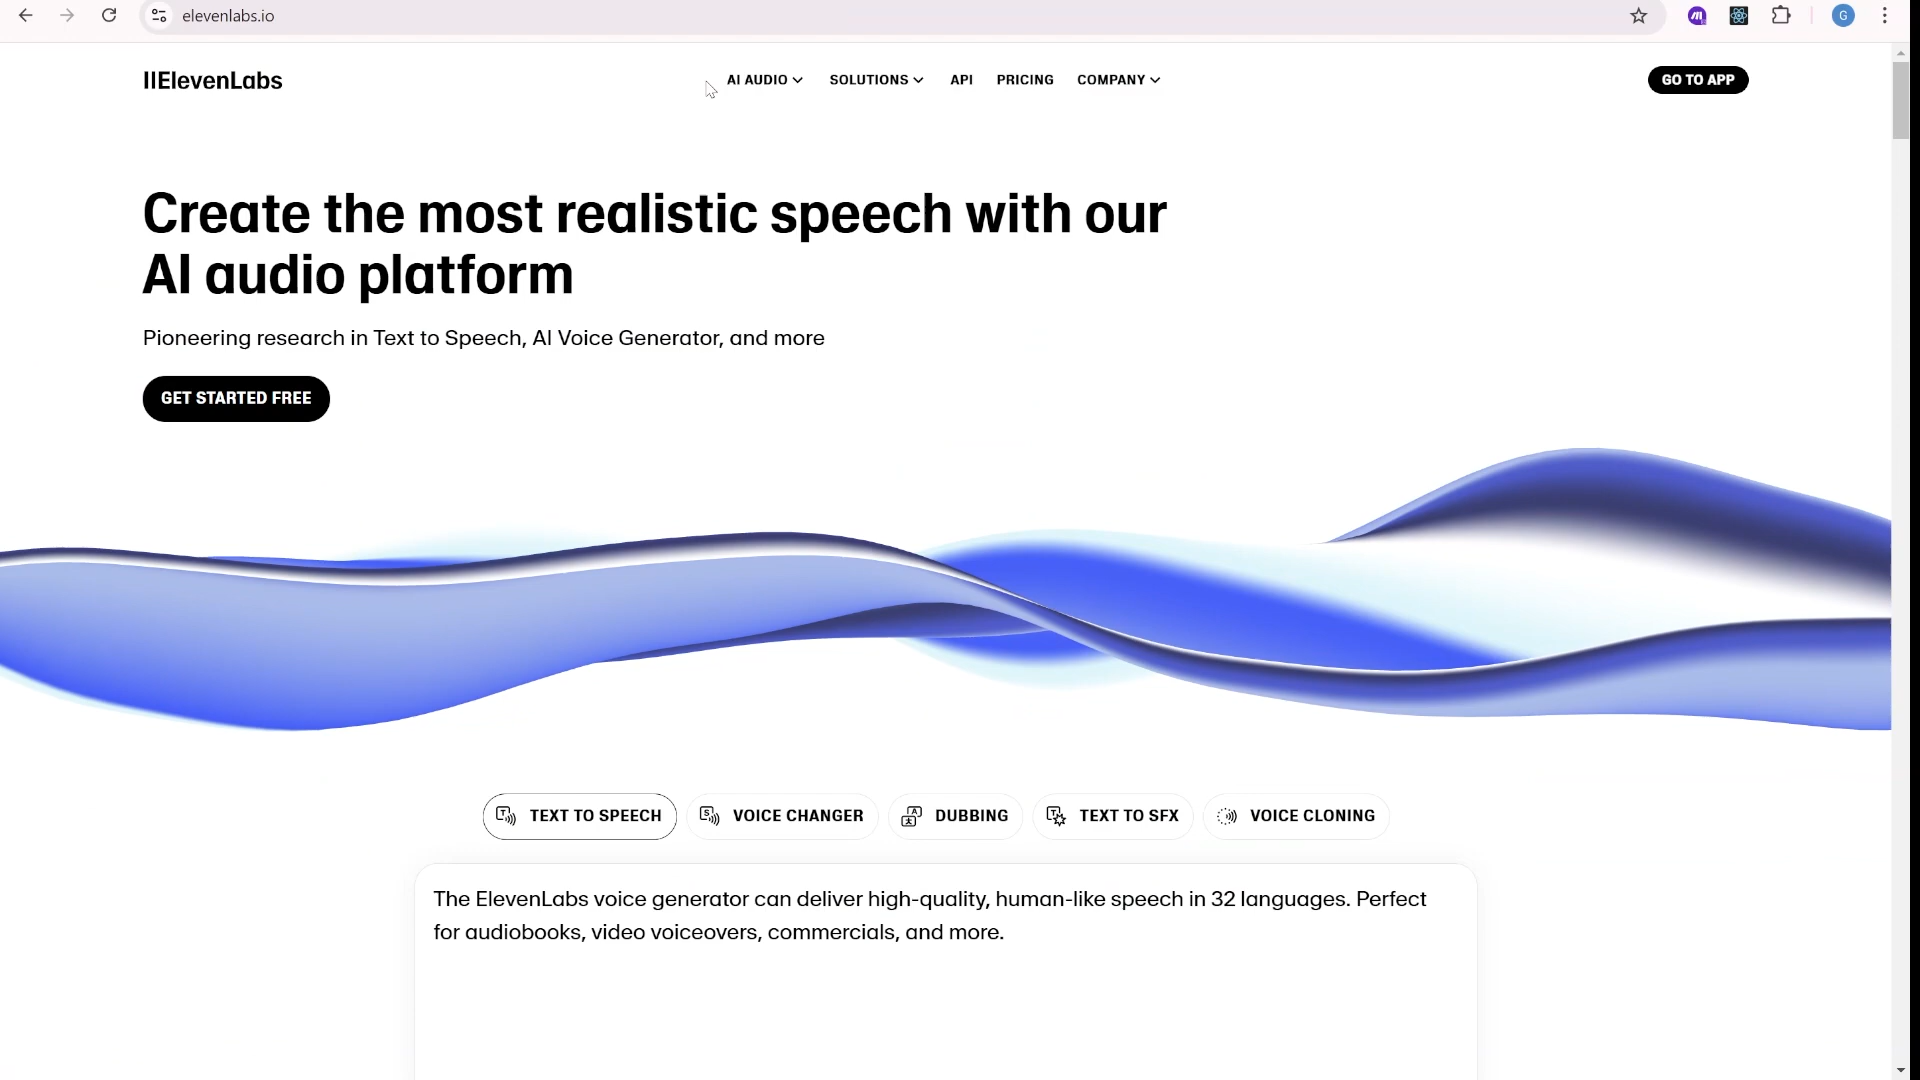 elevenlabs.io
G
IIElevenLabs
AI AUDIO
SOLUTIONS
API
PRICING
COMPANY
GO TO APP
Create the most realistic speech with our
AI audio platform
Pioneering research in Text to Speech, AI Voice Generator, and more
GET STARTED FREE
TEXT TO SPEECH
VOICE CHANGER
DUBBING
TEXT TO SFX
VOICE CLONING
The ElevenLabs voice generator can deliver high-quality, human-like speech in 32 languages. Perfect
for audiobooks, video voiceovers, commercials, and more.